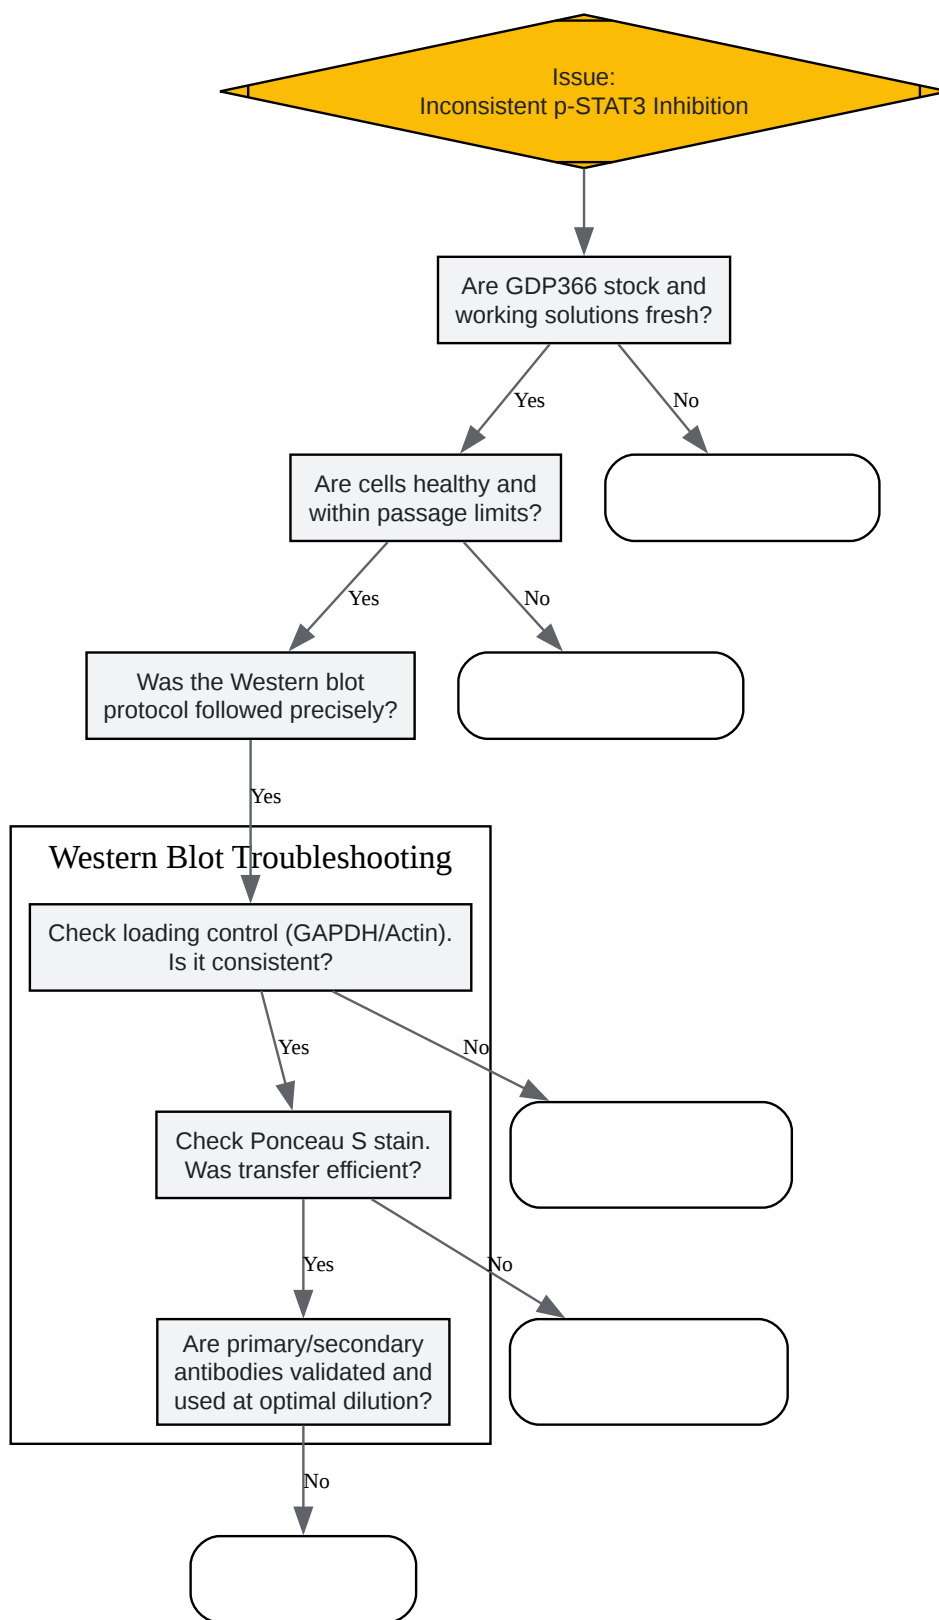 Issue:
Inconsistent p-STAT3 Inhibition
Are GDP366 stock and
working solutions fresh?
Yes
No
Are cells healthy and
within passage limits?
Yes
No
Was the Western blot
protocol followed precisely?
Yes
Western Blot Troubleshooting
Check loading control (GAPDH/Actin).
Is it consistent?
Yes
No
Check Ponceau S stain.
Was transfer efficient?
Yes
No
Are primary/secondary
antibodies validated and
used at optimal dilution?
No